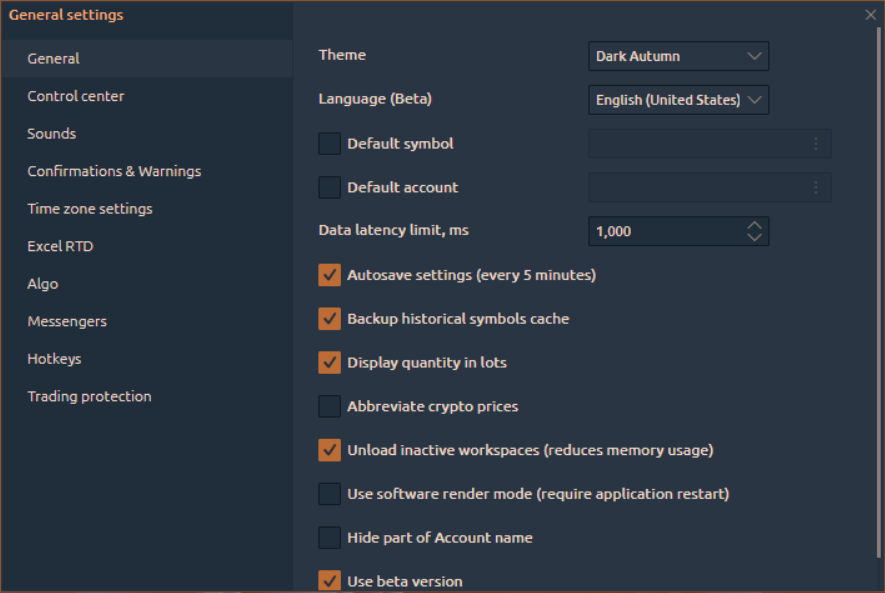 General settings
General
Control center
Sounds
Confirmations & Warnings
Time zone settings
Excel RTD
Algo
Messengers
Hotkeys
Trading protection
Theme
Dark Autumn
Language (Beta)
English (United States)
Default symbol
Default account
Data latency limit, ms
1,000
Autosave settings (every 5 minutes)
Backup historical symbols cache
Display quantity in lots
Abbreviate crypto prices
Unload inactive workspaces (reduces memory usage)
Use software render mode (require application restart)
Hide part of Account name
Use beta version